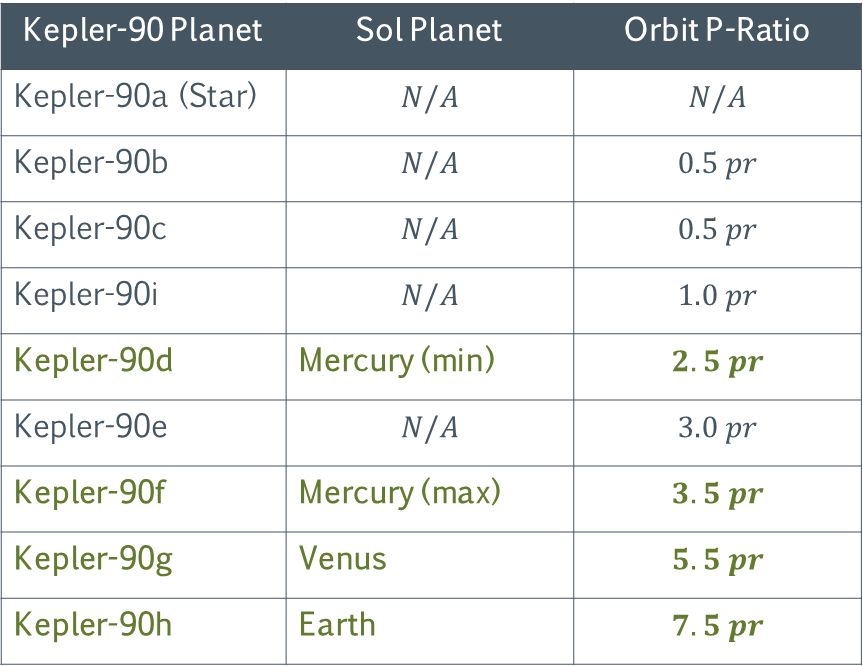 Kepler-90 Planet Sol Planet Orbit P-Ratio
Kepler-90a (Star) N/A N/A
Kepler-90b N/A 0.5 pr
Kepler-90c N/A 0.5 pr
Kepler-90i N/A 1.0 pr
Kepler-90d Mercury (min) 2.5 pr
Kepler-90e N/A 3.0 pr
Kepler-90f Mercury (max) 3.5 pr
Kepler-90g Venus 5.5 pr
Kepler-90h Earth 7.5 pr